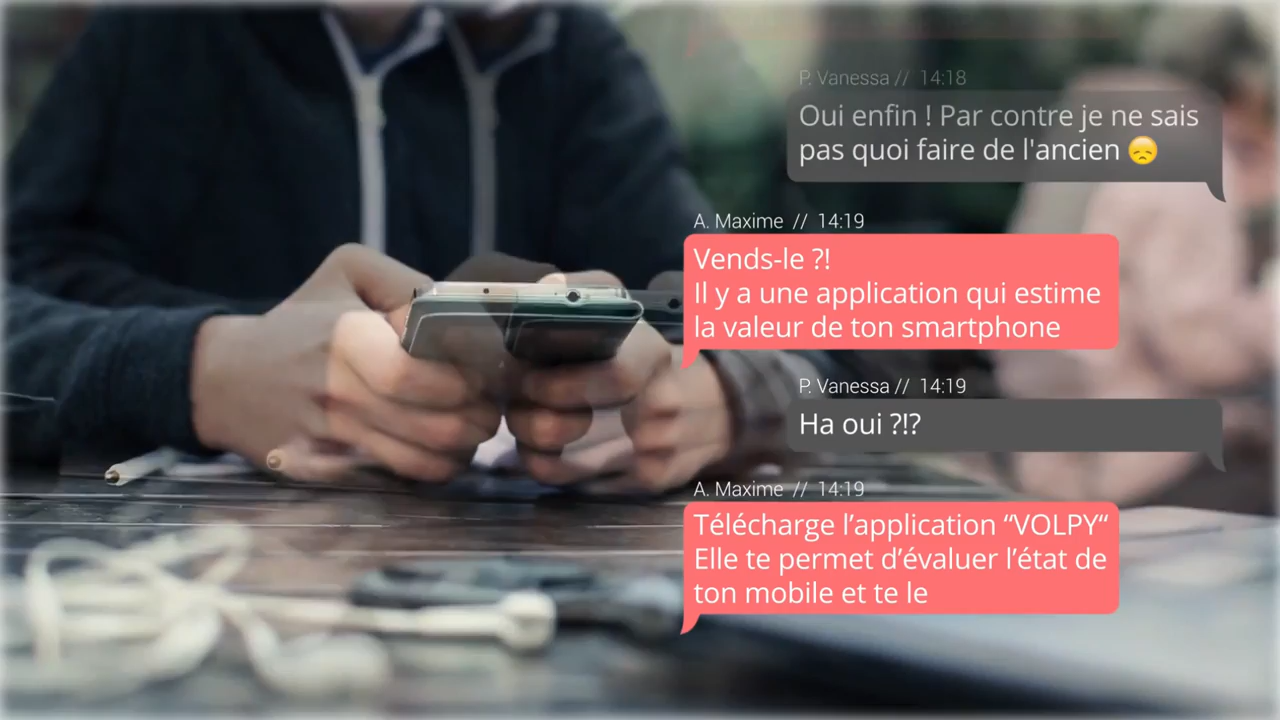 P. Vanessa // 14:18
Oui enfin ! Par contre je ne sais
pas quoi faire de l'ancien 😞
A. Maxime // 14:19
Vends-le ?!
Il y a une application qui estime
la valeur de ton smartphone
P. Vanessa // 14:19
Ha oui ?!?
A. Maxime // 14:19
Télécharge l’application “VOLPY“
Elle te permet d’évaluer l’état de
ton mobile et te le